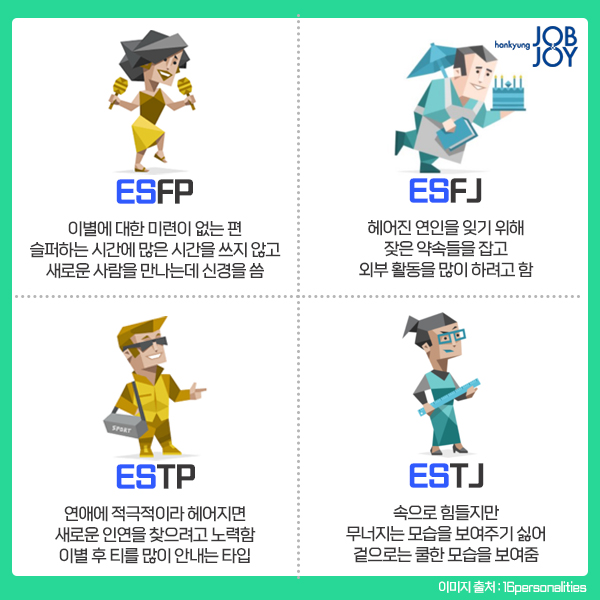 hankyung JOB
&JOY
ESFP
이별에 대한 미련이 없는 편
슬퍼하는 시간에 많은 시간을 쓰지 않고
새로운 사람을 만나는데 신경을 씀
ESFJ
헤어진 연인을 잊기 위해
잦은 약속들을 잡고
외부 활동을 많이 하려고 함
SPART
ESTP
연애에 적극적이라 헤어지면
새로운 인연을 찾으려고 노력함
이별 후 티를 많이 안내는 타입
ESTJ
속으로 힘들지만
무너지는 모습을 보여주기 싫어
겉으로는 쿨한 모습을 보여줌
이미지 출처 : 16personalities